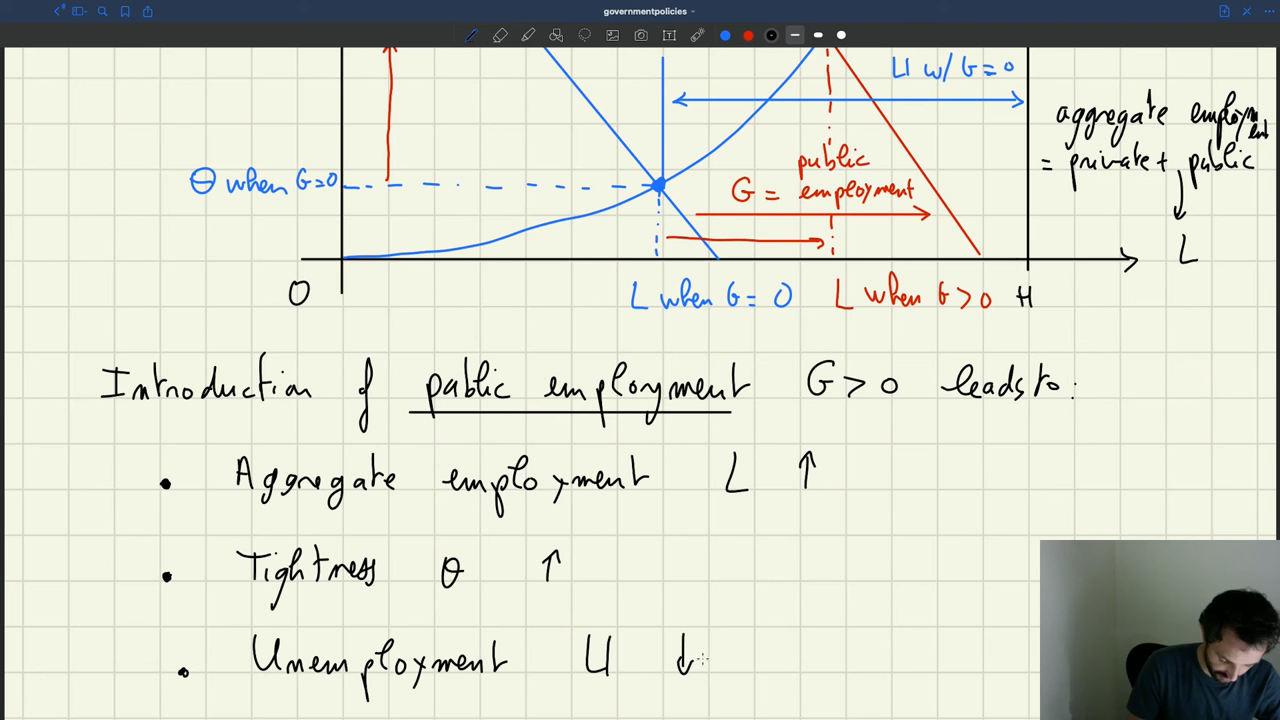 governmentpolicies
U w/ G=0
aggregate employment
= private + public
L
θ when G=0
public
G = employment
L when G = 0
L when G > 0
H
O
Introduction of public employment G > 0 leads to:
• Aggregate employment L ↑
• Tightness θ ↑
• Unemployment U ↓